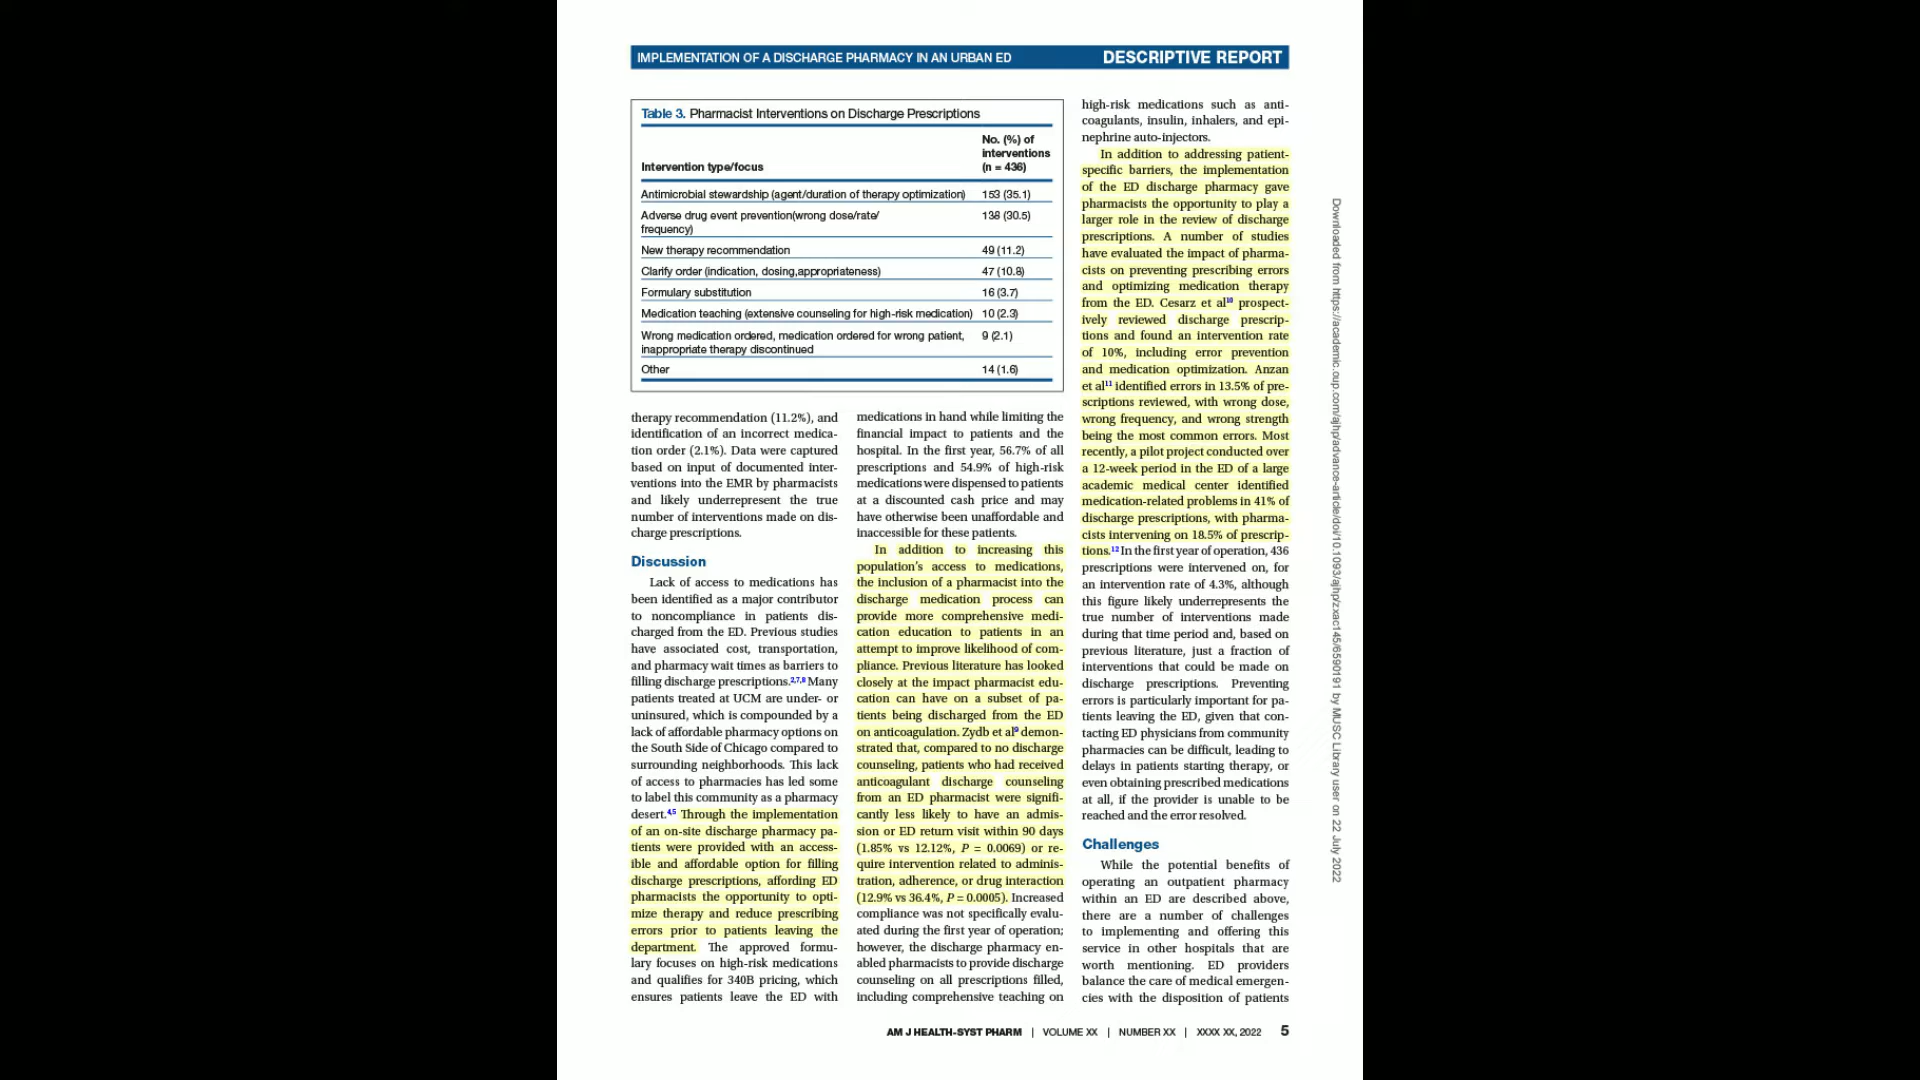 IMPLEMENTATION OF A DISCHARGE PHARMACY IN AN URBAN ED
DESCRIPTIVE REPORT
Table 3. Pharmacist Interventions on Discharge Prescriptions
Intervention type/focus
No. (%) of
interventions
(n = 436)
Antimicrobial stewardship (agent/duration of therapy optimization) 153 (35.1)
Adverse drug event prevention(wrong dose/rate/ 138 (30.5)
frequency)
New therapy recommendation 49 (11.2)
Clarify order (indication, dosing,appropriateness) 47 (10.8)
Formulary substitution 16 (3.7)
Medication teaching (extensive counseling for high-risk medication) 10 (2.3)
Wrong medication ordered, medication ordered for wrong patient, 9 (2.1)
inappropriate therapy discontinued
Other 14 (1.6)
therapy recommendation (11.2%), and
identification of an incorrect medica-
tion order (2.1%). Data were captured
based on input of documented inter-
ventions into the EMR by pharmacists
and likely underrepresent the true
number of interventions made on dis-
charge prescriptions.
Discussion
Lack of access to medications has
been identified as a major contributor
to noncompliance in patients dis-
charged from the ED. Previous studies
have associated cost, transportation,
and pharmacy wait times as barriers to
filling discharge prescriptions.2,7,8 Many
patients treated at UCM are under- or
uninsured, which is compounded by a
lack of affordable pharmacy options on
the South Side of Chicago compared to
surrounding neighborhoods. This lack
of access to pharmacies has led some
to label this community as a pharmacy
desert.4,5 Through the implementation
of an on-site discharge pharmacy pa-
tients were provided with an access-
ible and affordable option for filling
discharge prescriptions, affording ED
pharmacists the opportunity to opti-
mize therapy and reduce prescribing
errors prior to patients leaving the
department. The approved formu-
lary focuses on high-risk medications
and qualifies for 340B pricing, which
ensures patients leave the ED with
medications in hand while limiting the
financial impact to patients and the
hospital. In the first year, 56.7% of all
prescriptions and 54.9% of high-risk
medications were dispensed to patients
at a discounted cash price and may
have otherwise been unaffordable and
inaccessible for these patients.
In addition to increasing this
population's access to medications,
the inclusion of a pharmacist into the
discharge medication process can
provide more comprehensive medi-
cation education to patients in an
attempt to improve likelihood of com-
pliance. Previous literature has looked
closely at the impact pharmacist edu-
cation can have on a subset of pa-
tients being discharged from the ED
on anticoagulation. Zydb et al9 demon-
strated that, compared to no discharge
counseling, patients who had received
anticoagulant discharge counseling
from an ED pharmacist were signifi-
cantly less likely to have an admis-
sion or ED return visit within 90 days
(1.85% vs 12.12%, P = 0.0069) or re-
quire intervention related to adminis-
tration, adherence, or drug interaction
(12.9% vs 36.4%, P = 0.0005). Increased
compliance was not specifically evalu-
ated during the first year of operation;
however, the discharge pharmacy en-
abled pharmacists to provide discharge
counseling on all prescriptions filled,
including comprehensive teaching on
high-risk medications such as anti-
coagulants, insulin, inhalers, and epi-
nephrine auto-injectors.
In addition to addressing patient-
specific barriers, the implementation
of the ED discharge pharmacy gave
pharmacists the opportunity to play a
larger role in the review of discharge
prescriptions. A number of studies
have evaluated the impact of pharma-
cists on preventing prescribing errors
and optimizing medication therapy
from the ED. Cesarz et al10 prospect-
ively reviewed discharge prescrip-
tions and found an intervention rate
of 10%, including error prevention
and medication optimization. Anzan
et al11 identified errors in 13.5% of pre-
scriptions reviewed, with wrong dose,
wrong frequency, and wrong strength
being the most common errors. Most
recently, a pilot project conducted over
a 12-week period in the ED of a large
academic medical center identified
medication-related problems in 41% of
discharge prescriptions, with pharma-
cists intervening on 18.5% of prescrip-
tions.12 In the first year of operation, 436
prescriptions were intervened on, for
an intervention rate of 4.3%, although
this figure likely underrepresents the
true number of interventions made
during that time period and, based on
previous literature, just a fraction of
interventions that could be made on
discharge prescriptions. Preventing
errors is particularly important for pa-
tients leaving the ED, given that con-
tacting ED physicians from community
pharmacies can be difficult, leading to
delays in patients starting therapy, or
even obtaining prescribed medications
at all, if the provider is unable to be
reached and the error resolved.
Challenges
While the potential benefits of
operating an outpatient pharmacy
within an ED are described above,
there are a number of challenges
to implementing and offering this
service in other hospitals that are
worth mentioning. ED providers
balance the care of medical emergen-
cies with the disposition of patients
Downloaded from https://academic.oup.com/ajhp/advance-article/doi/10.1093/ajhp/zxac145/6590191 by MUSC Library user on 22 July 2022
AM J HEALTH-SYST PHARM | VOLUME XX | NUMBER XX | XXXX XX, 2022 5